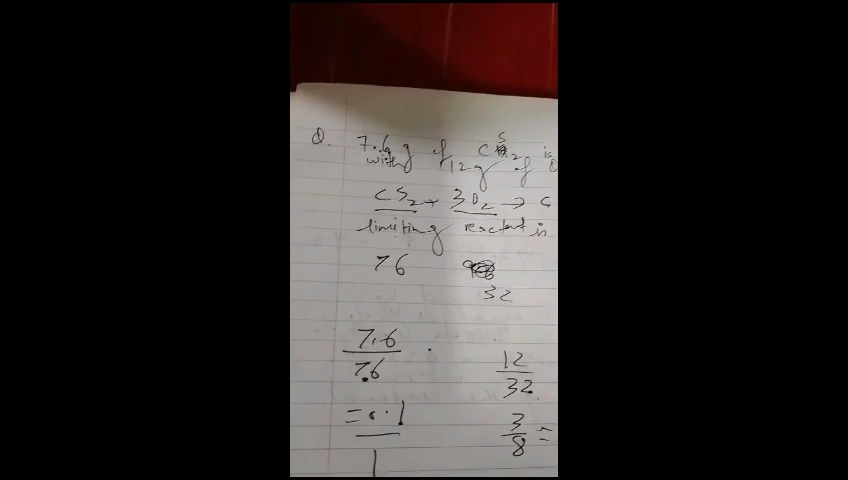 Q. 7.6 g of CS2 is
with 12 g of O
CS2 + 3O2 → C
limiting reactant is
76
32
7.6 12
76 32
= 0.1 3
1 8 =